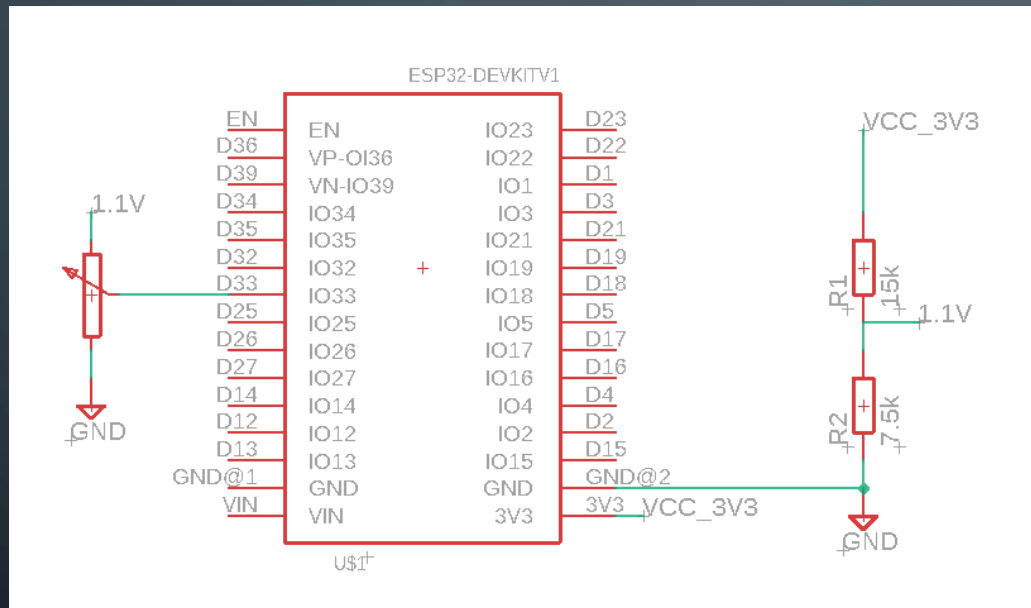 ESP32-DEVKITV1
EN
D36
D39
D34
D35
D32
D33
D25
D26
D27
D14
D12
D13
GND@1
VIN
EN
VP-OI36
VN-IO39
IO34
IO35
IO32
IO33
IO25
IO26
IO27
IO14
IO12
IO13
GND
VIN
IO23
IO22
IO1
IO3
IO21
IO19
IO18
IO5
IO17
IO16
IO4
IO2
IO15
GND
3V3
D23
D22
D1
D3
D21
D19
D18
D5
D17
D16
D4
D2
D15
GND@2
3V3
VCC_3V3
U$1
1.1V
GND
VCC_3V3
R1
15k
1.1V
R2
7.5k
GND